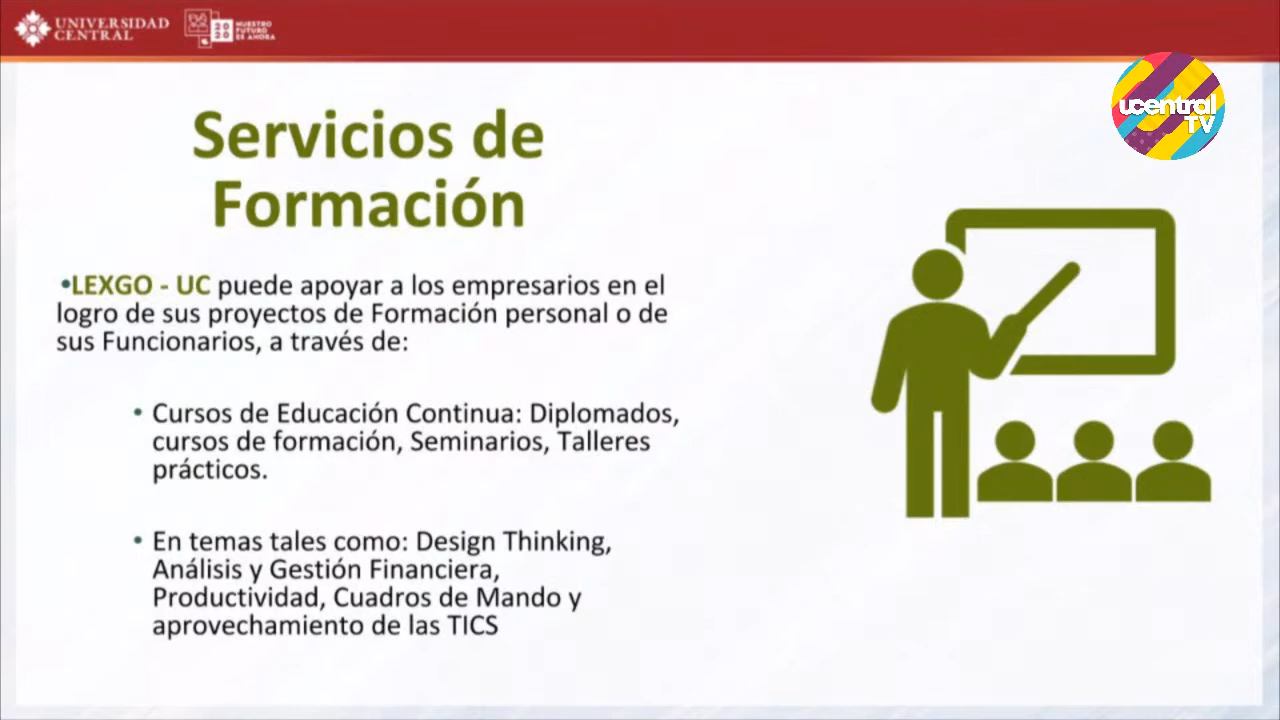 UNIVERSIDAD
CENTRAL
2020
NUESTRO
FUTURO
ES AHORA
ucentral
TV
Servicios de
Formación
•LEXGO - UC puede apoyar a los empresarios en el
logro de sus proyectos de Formación personal o de
sus Funcionarios, a través de:
• Cursos de Educación Continua: Diplomados,
cursos de formación, Seminarios, Talleres
prácticos.
• En temas tales como: Design Thinking,
Análisis y Gestión Financiera,
Productividad, Cuadros de Mando y
aprovechamiento de las TICS